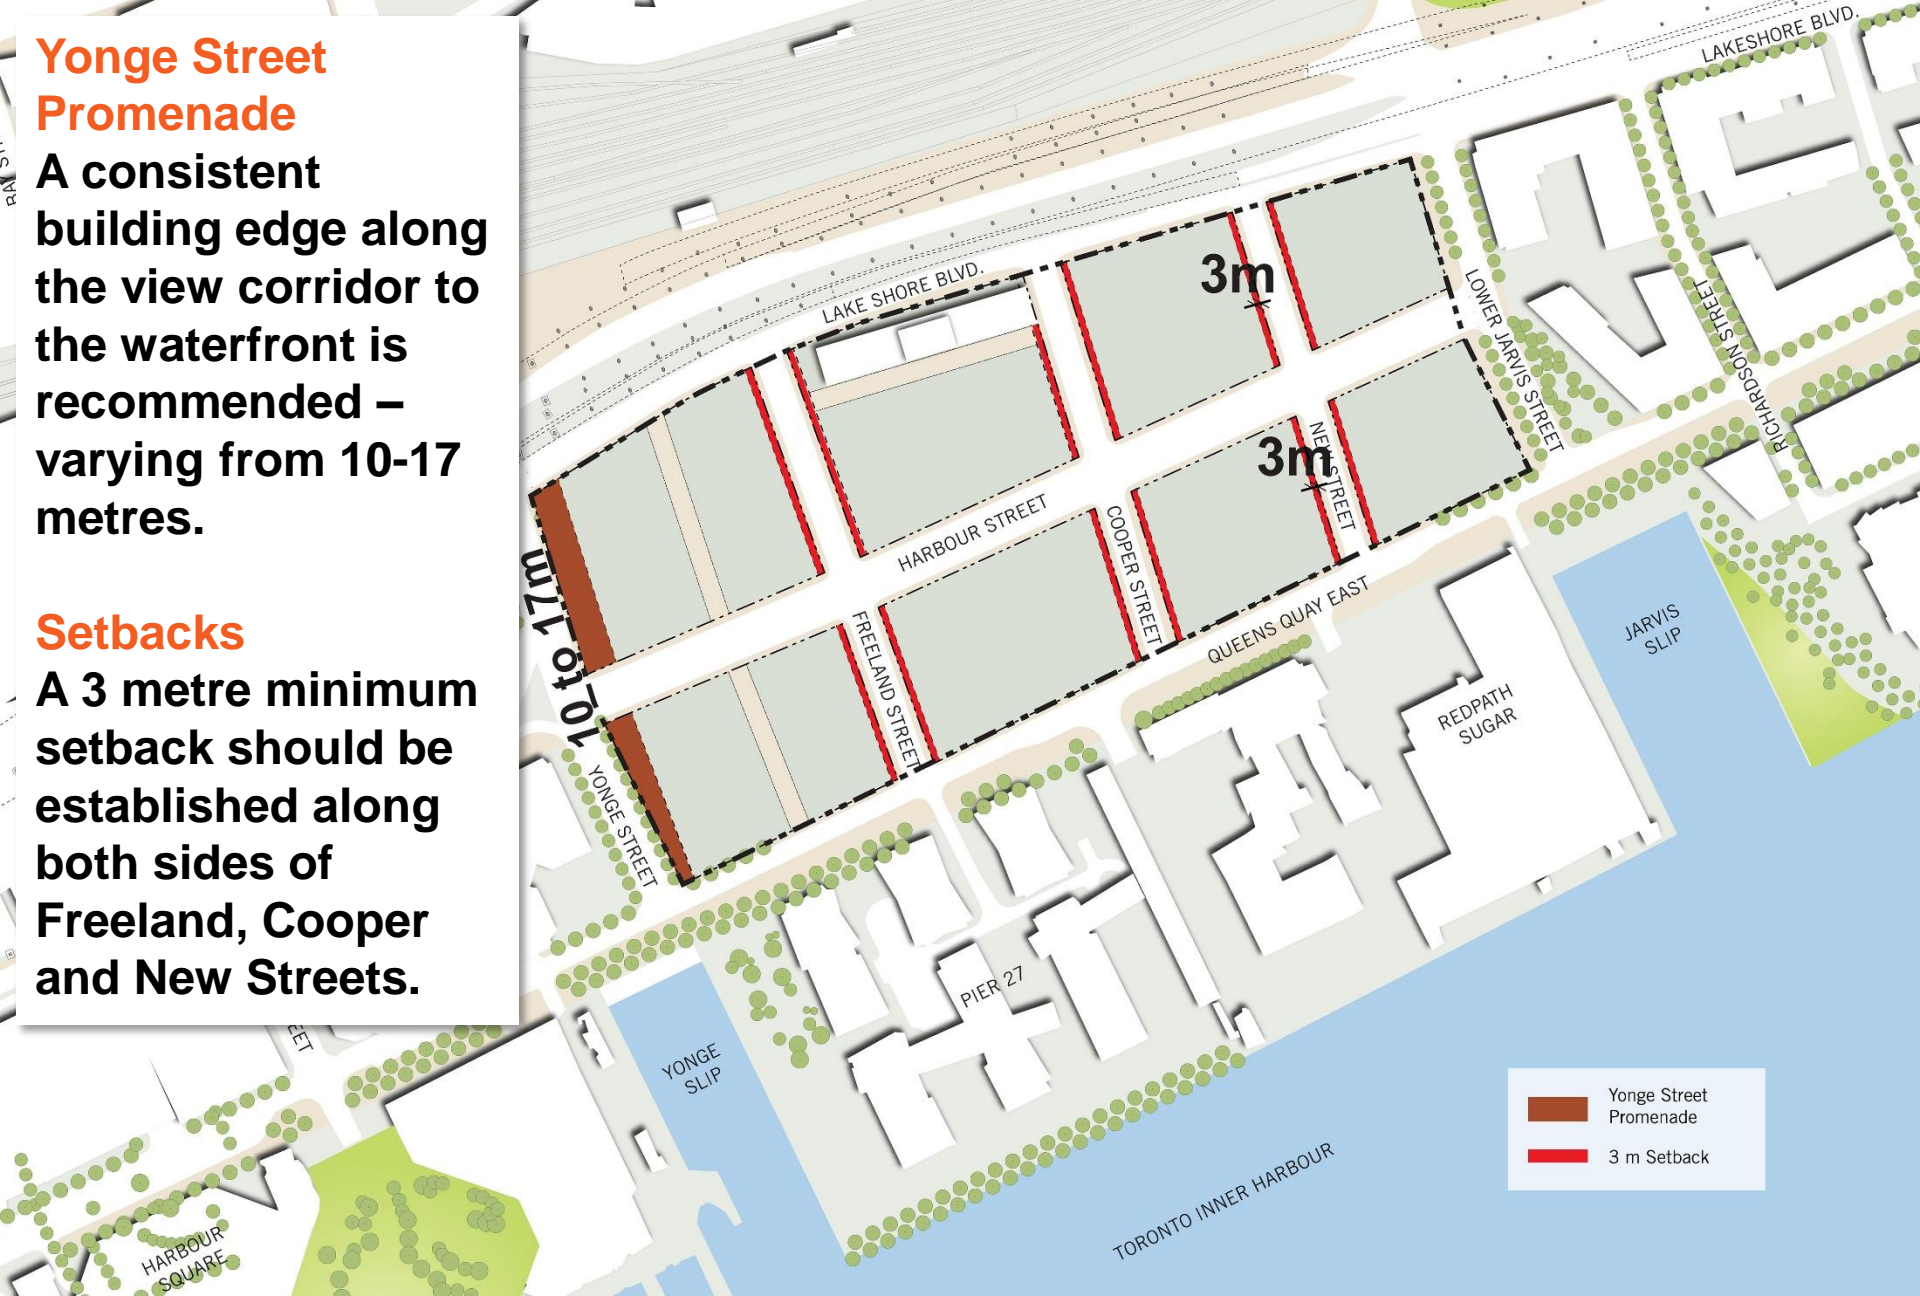 Yonge Street
Promenade
A consistent
building edge along
the view corridor to
the waterfront is
recommended –
varying from 10-17
metres.
Setbacks
A 3 metre minimum
setback should be
established along
both sides of
Freeland, Cooper
and New Streets.
LAKESHORE BLVD.
LAKE SHORE BLVD.
3m
3m
10 to 17m
LOWER JARVIS STREET
RICHARDSON STREET
NEW STREET
HARBOUR STREET
COOPER STREET
FREELAND STREET
QUEENS QUAY EAST
YONGE STREET
JARVIS
SLIP
REDPATH
SUGAR
PIER 27
YONGE
SLIP
TORONTO INNER HARBOUR
HARBOUR
SQUARE
Yonge Street
Promenade
3 m Setback